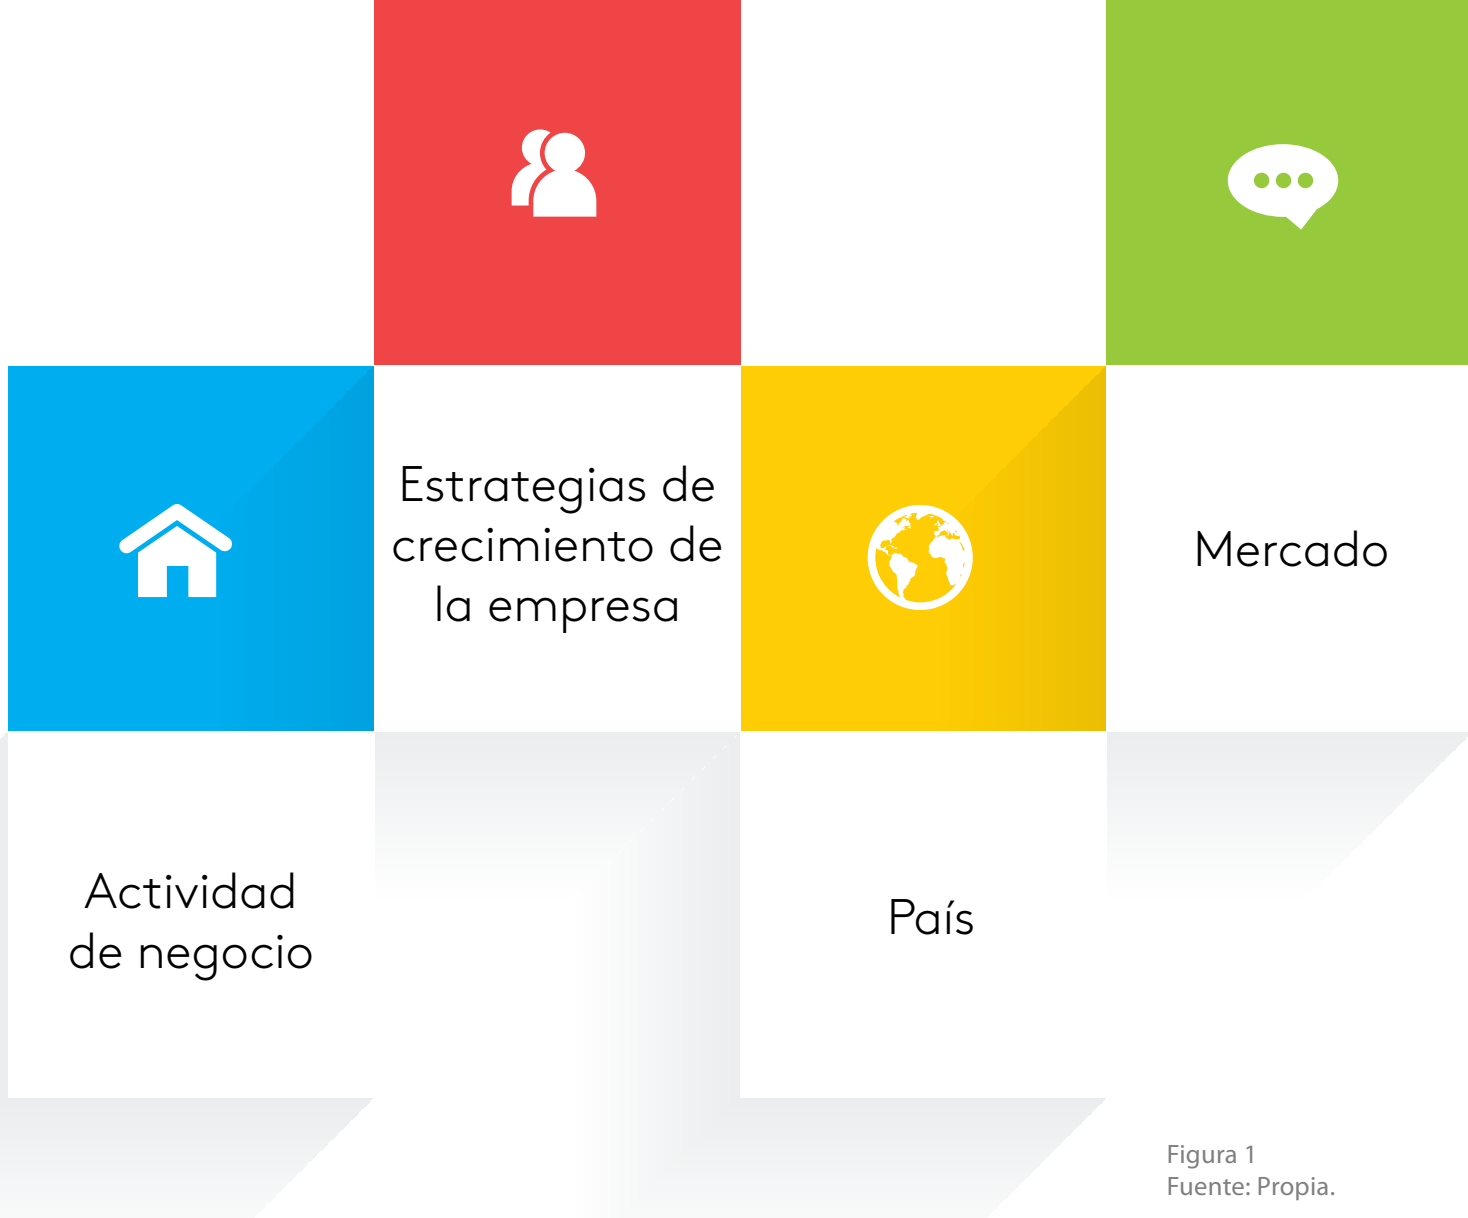 Estrategias de
crecimiento de
la empresa
Mercado
Actividad
de negocio
País
Figura 1
Fuente: Propia.